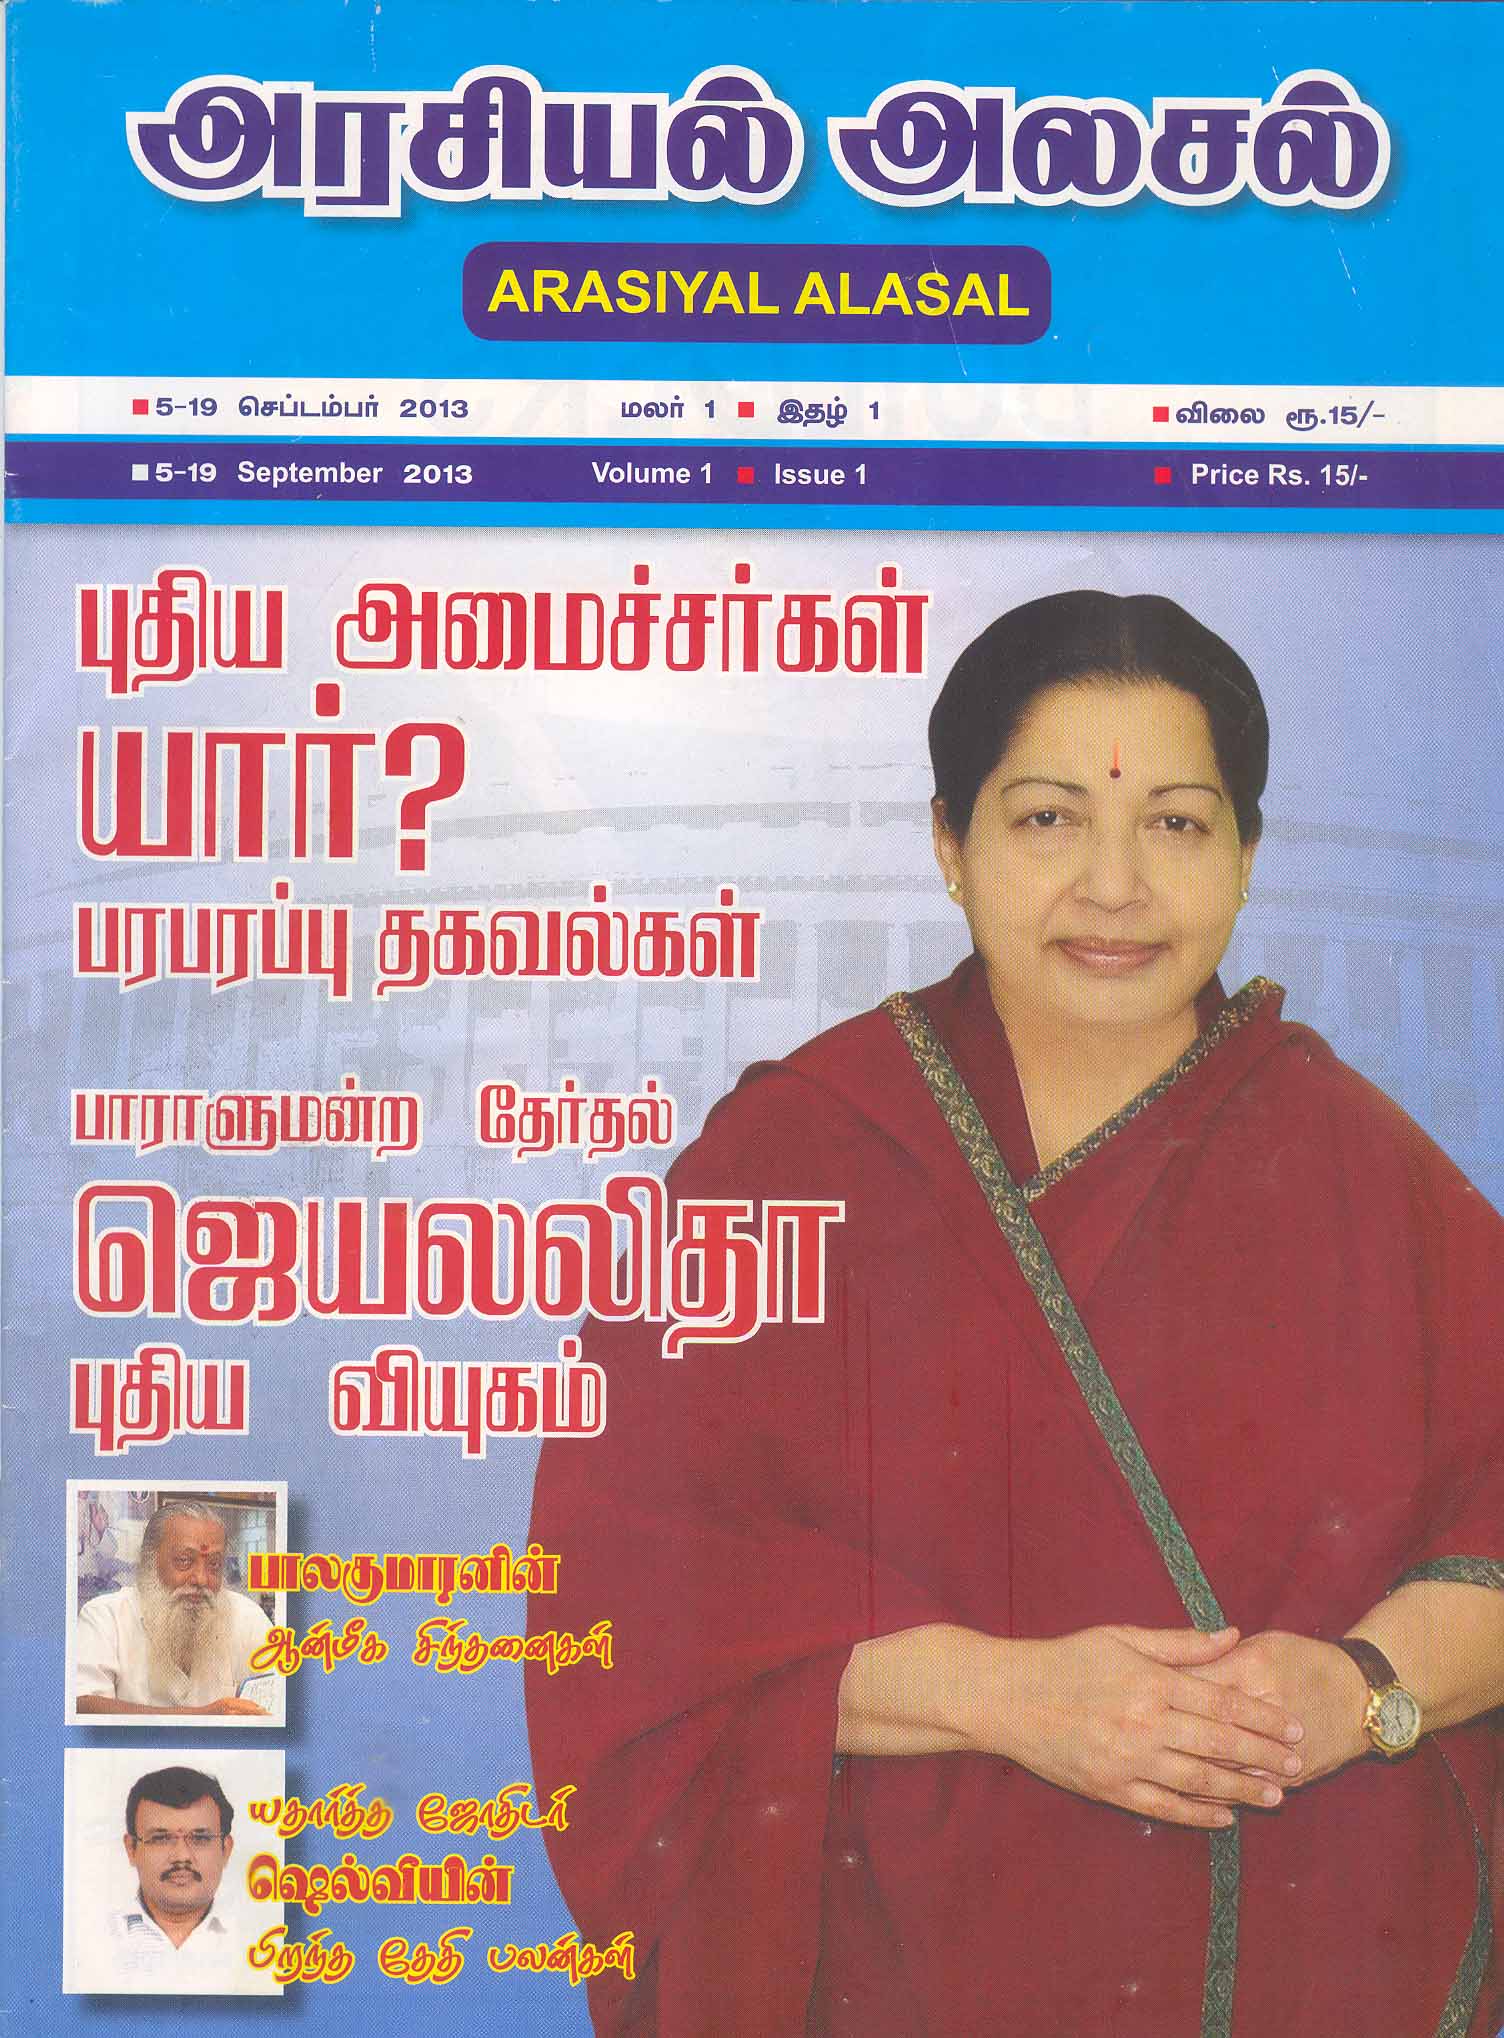 அரசியல் அலசல்
ARASIYAL ALASAL
5-19 செப்டம்பர் 2013 மலர் 1 இதழ் 1 விலை ரூ.15/-
5-19 September 2013 Volume 1 Issue 1 Price Rs. 15/-
புதிய அமைச்சர்கள்
யார்?
பரபரப்பு தகவல்கள்
பாராளுமன்ற தேர்தல்
ஜெயலலிதா
புதிய வியுகம்
பாலகுமாரனின்
ஆன்மீக சிந்தனைகள்
யதார்த்த ஜோதிடர்
ஷெல்வீயின்
பிறந்த தேதி பலன்கள்